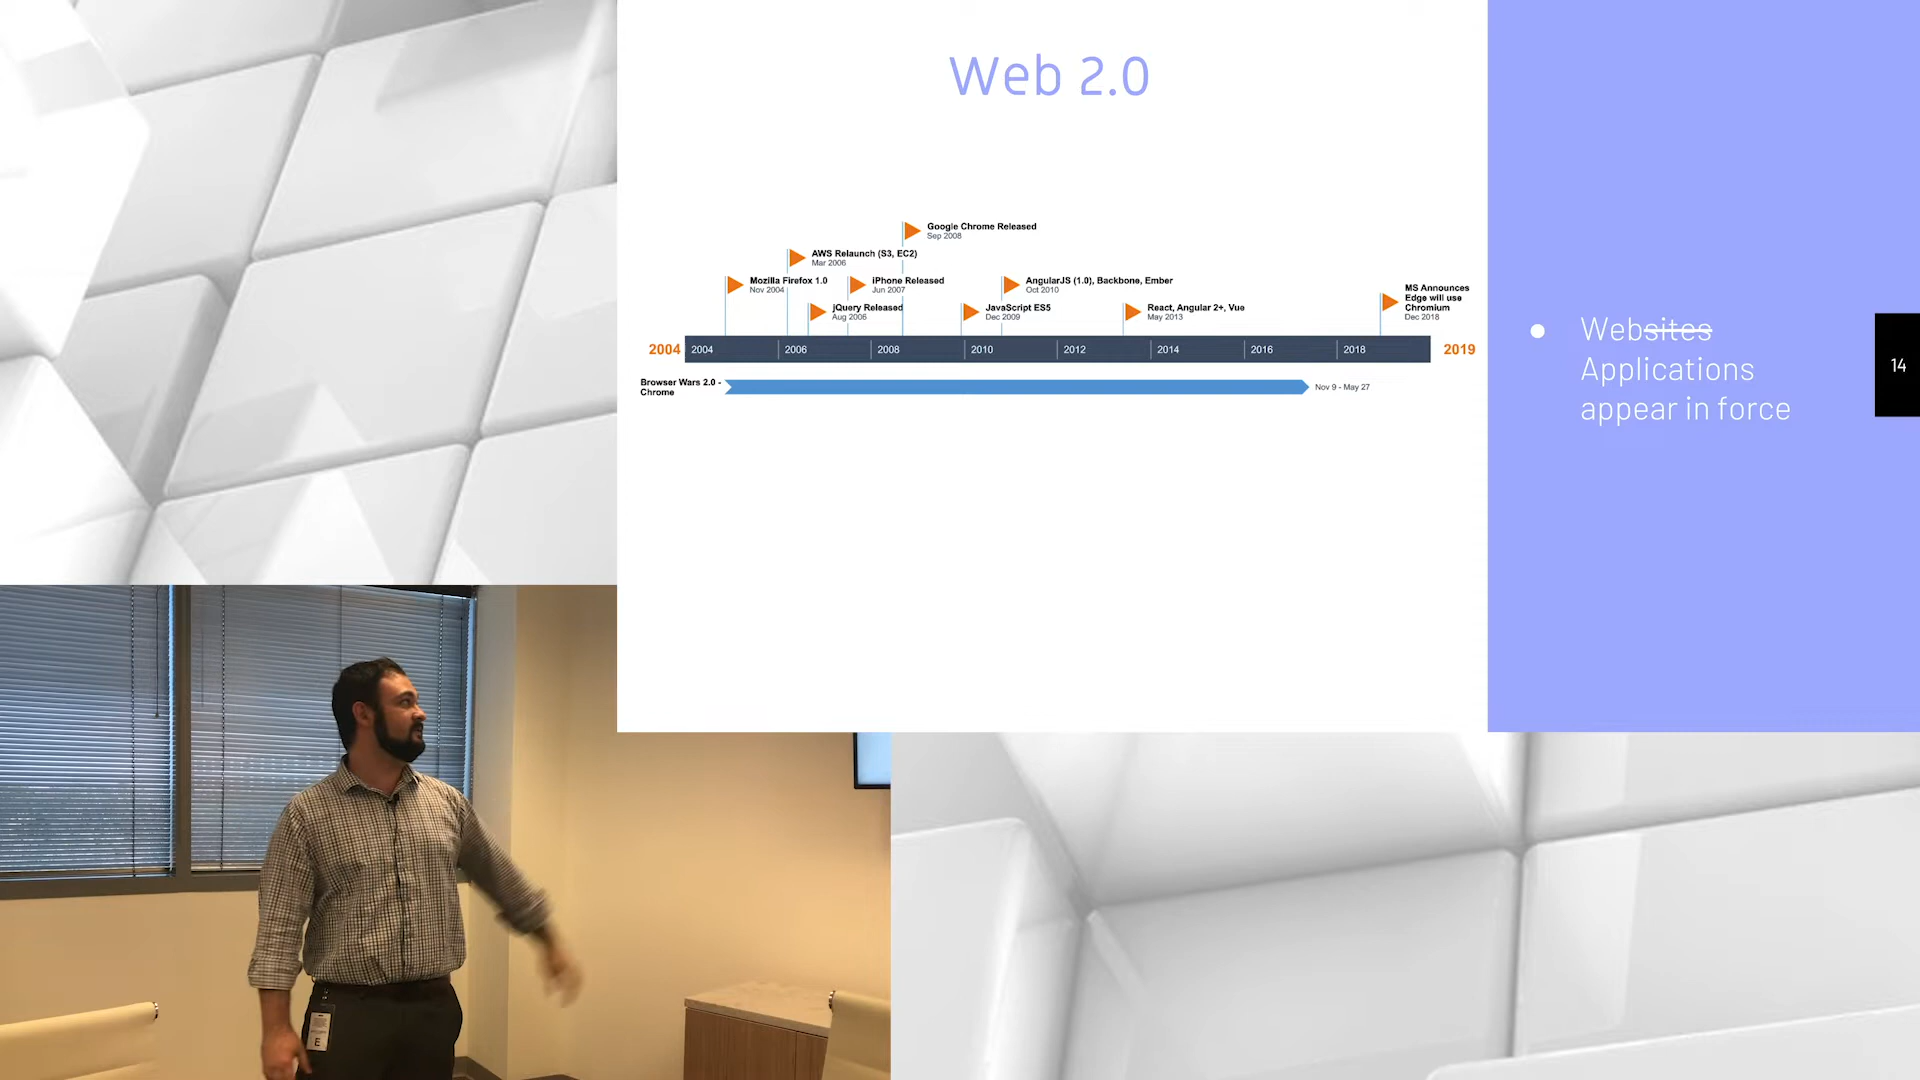 Web 2.0
Google Chrome Released
Sep 2008
AWS Relaunch (S3, EC2)
Mar 2006
Mozilla Firefox 1.0
Nov 2004
iPhone Released
Jun 2007
AngularJS (1.0), Backbone, Ember
Oct 2010
MS Announces
Edge will use
Chromium
Dec 2018
jQuery Released
Aug 2006
JavaScript ES5
Dec 2009
React, Angular 2+, Vue
May 2013
2004 2004 2006 2008 2010 2012 2014 2016 2018 2019
Browser Wars 2.0 -
Chrome
Nov 9 - May 27
● Websites
Applications
appear in force
14
E